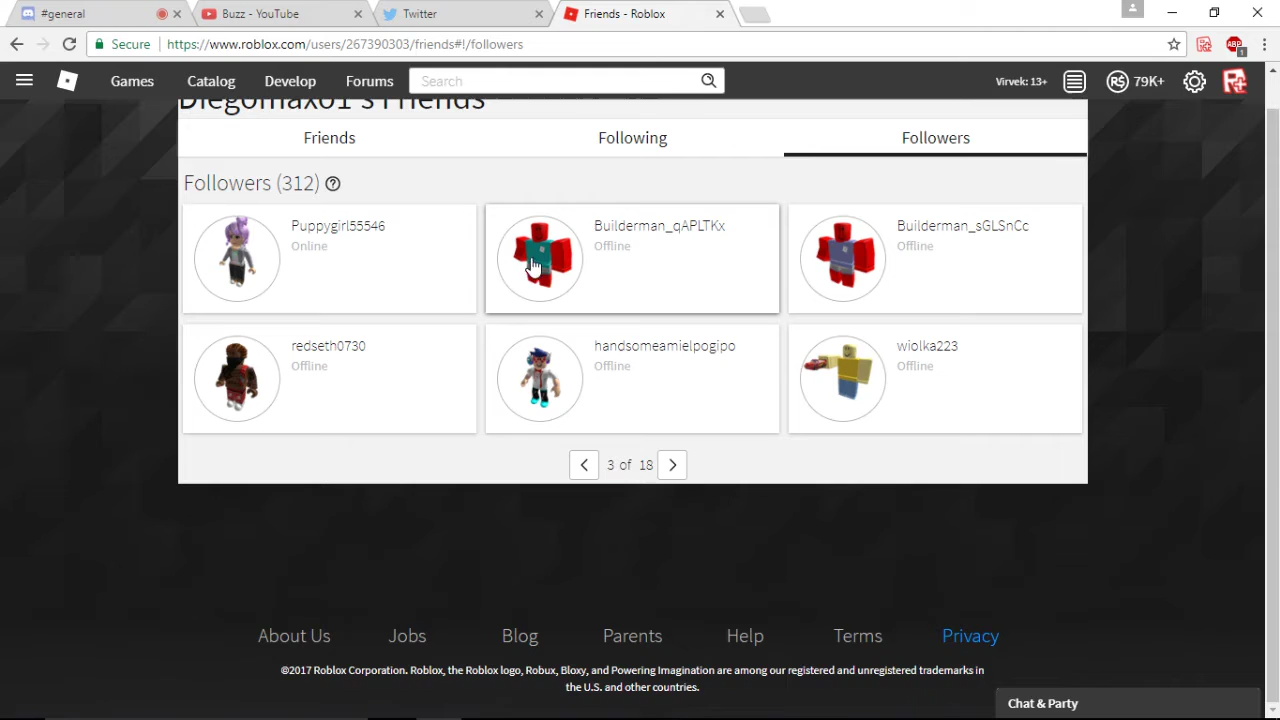 #general
Buzz - YouTube
Twitter
Friends - Roblox
Secure
https://www.roblox.com/users/267390303/friends#!/followers
ABP
1
Games
Catalog
Develop
Forums
Search
Virvek: 13+
R$
79K+
R+
Friends
Following
Followers
Followers (312)
Puppygirl55546
Online
Builderman_qAPLTKx
Offline
Builderman_sGLSnCc
Offline
redseth0730
Offline
handsomeamielpogipo
Offline
wiolka223
Offline
3 of 18
About Us
Jobs
Blog
Parents
Help
Terms
Privacy
©2017 Roblox Corporation. Roblox, the Roblox logo, Robux, Bloxy, and Powering Imagination are among our registered and unregistered trademarks in
the U.S. and other countries.
Chat & Party